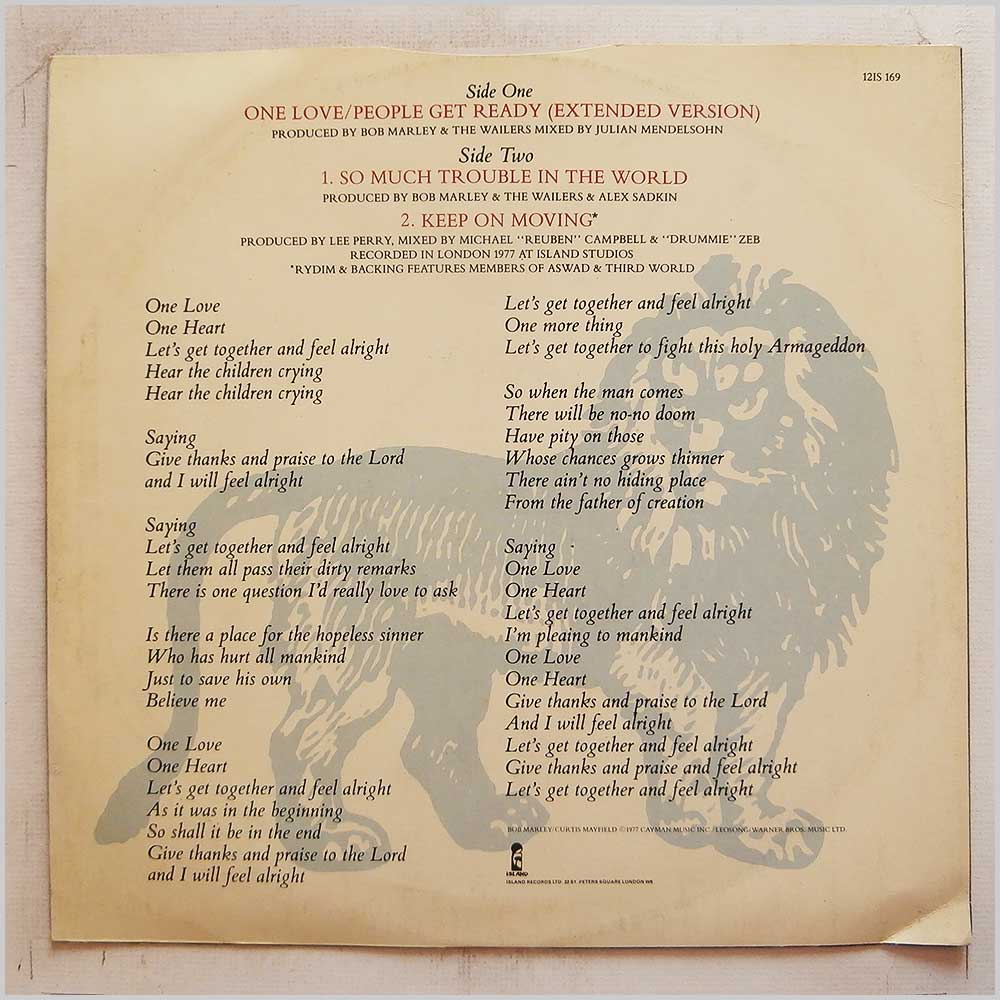 12IS 169
Side One
ONE LOVE/PEOPLE GET READY (EXTENDED VERSION)
PRODUCED BY BOB MARLEY & THE WAILERS MIXED BY JULIAN MENDELSOHN
Side Two
1. SO MUCH TROUBLE IN THE WORLD
PRODUCED BY BOB MARLEY & THE WAILERS & ALEX SADKIN
2. KEEP ON MOVING*
PRODUCED BY LEE PERRY, MIXED BY MICHAEL "REUBEN" CAMPBELL & "DRUMMIE" ZEB
RECORDED IN LONDON 1977 AT ISLAND STUDIOS
*RYDIM & BACKING FEATURES MEMBERS OF ASWAD & THIRD WORLD
One Love
One Heart
Let's get together and feel alright
Hear the children crying
Hear the children crying
Saying
Give thanks and praise to the Lord
and I will feel alright
Saying
Let's get together and feel alright
Let them all pass their dirty remarks
There is one question I'd really love to ask
Is there a place for the hopeless sinner
Who has hurt all mankind
Just to save his own
Believe me
One Love
One Heart
Let's get together and feel alright
As it was in the beginning
So shall it be in the end
Give thanks and praise to the Lord
and I will feel alright
Let's get together and feel alright
One more thing
Let's get together to fight this holy Armageddon
So when the man comes
There will be no-no doom
Have pity on those
Whose chances grows thinner
There ain't no hiding place
From the father of creation
Saying
One Love
One Heart
Let's get together and feel alright
I'm pleaing to mankind
One Love
One Heart
Give thanks and praise to the Lord
And I will feel alright
Let's get together and feel alright
Give thanks and praise and feel alright
Let's get together and feel alright
BOB MARLEY/CURTIS MAYFIELD ©1977 CAYMAN MUSIC INC./LEOSONG/WARNER BROS. MUSIC LTD.
ISLAND
ISLAND RECORDS LTD. 22 ST. PETERS SQUARE LONDON W6